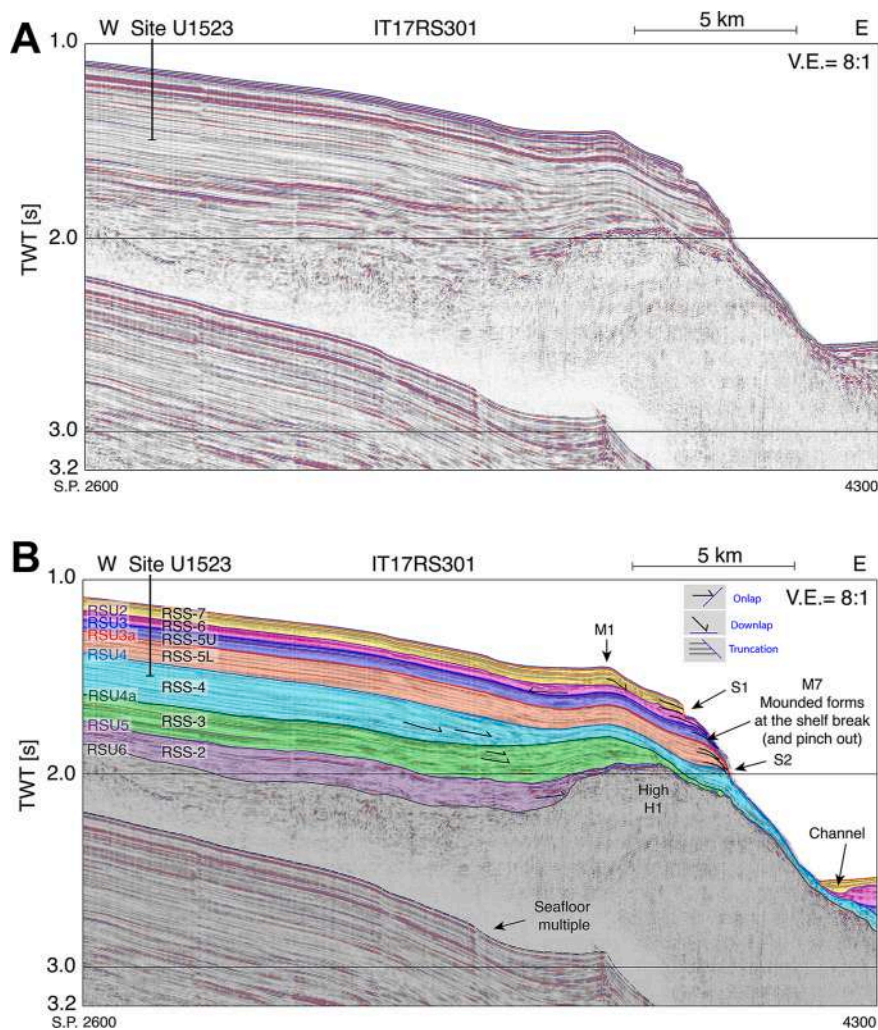 A
W Site U1523 IT17RS301 5 km E
V.E.= 8:1
1.0
TWT [s]
2.0
3.0
3.2
S.P. 2600 4300
B
W Site U1523 IT17RS301 5 km E
V.E.= 8:1
1.0
Onlap
Downlap
Truncation
RSU2 RSS-7
RSU3 RSS-6
RSU3a RSS-5U
RSS-5L
RSU4
RSS-4
RSU4a
RSS-3
RSU5
RSS-2
RSU6
M1
S1
M7
Mounded forms
at the shelf break
(and pinch out)
S2
TWT [s]
2.0
High
H1
Channel
Seafloor
multiple
3.0
3.2
S.P. 2600 4300